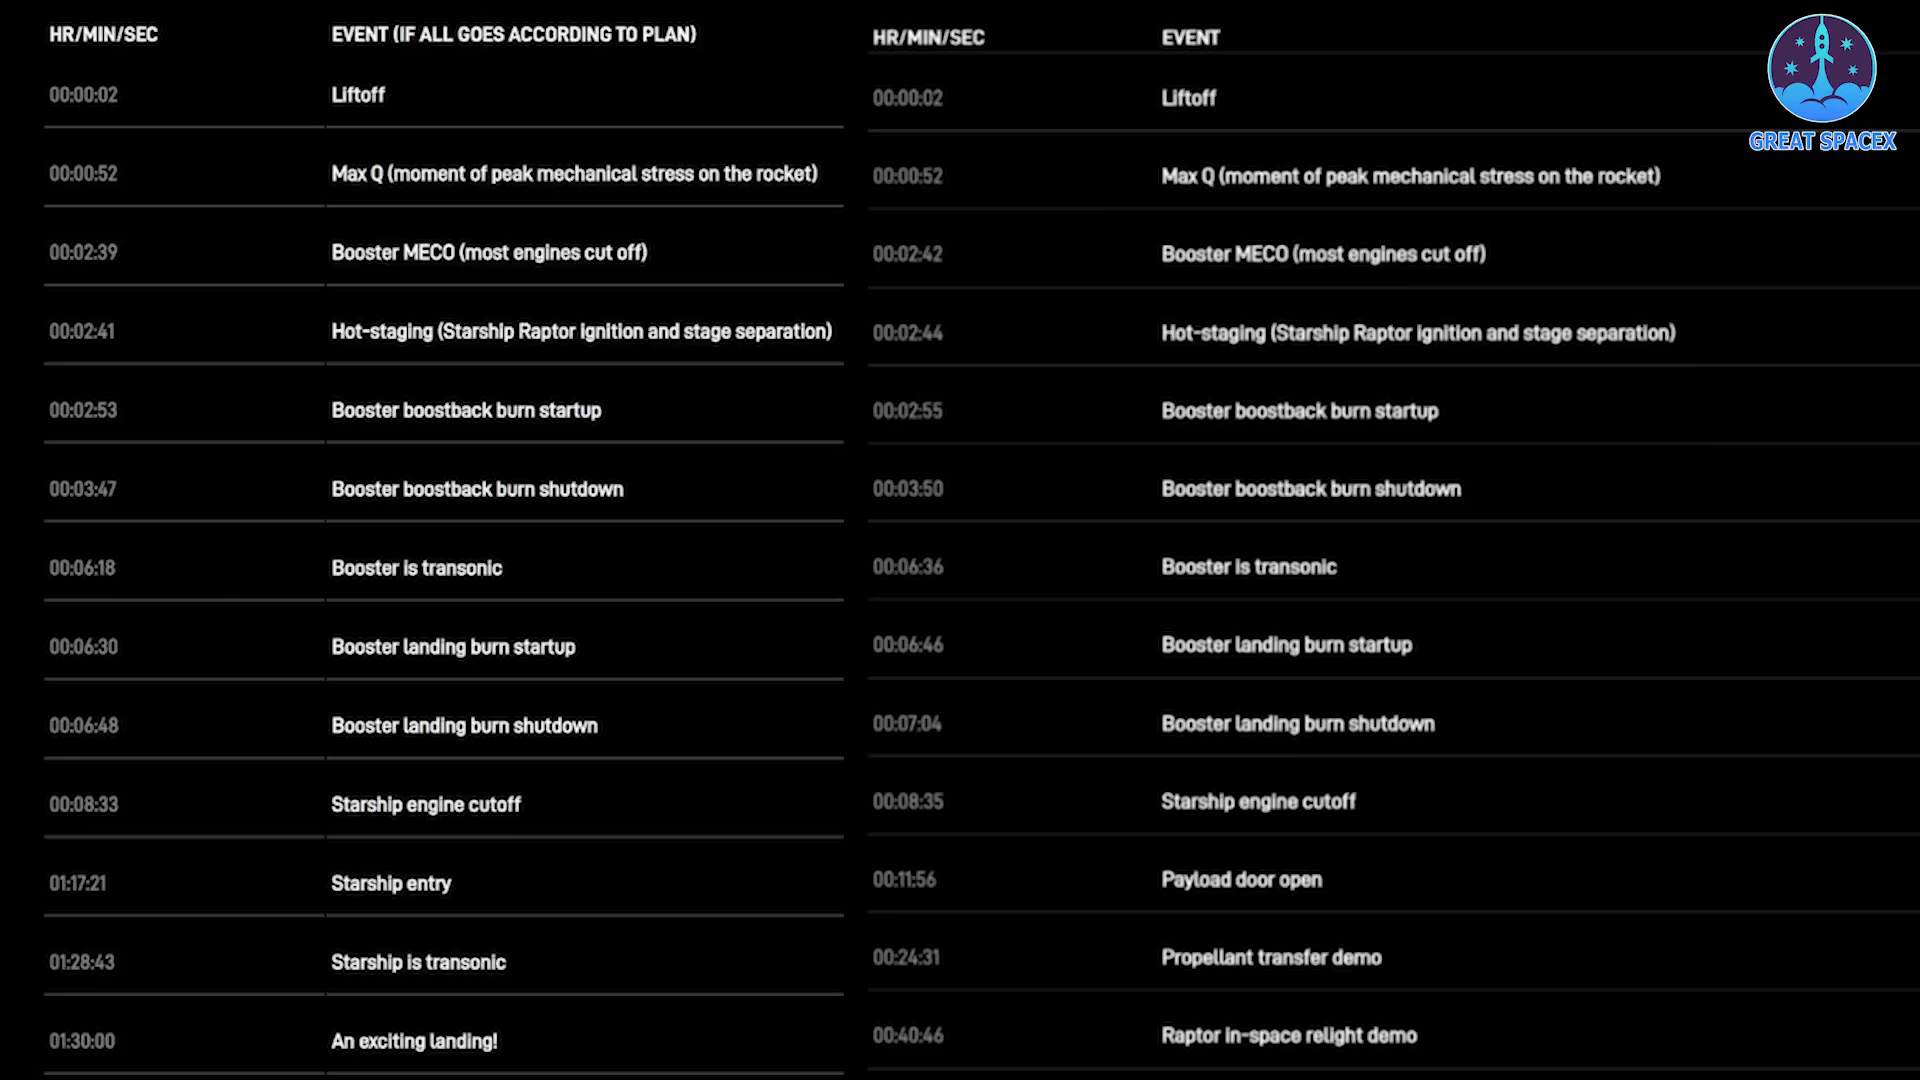 HR/MIN/SEC EVENT (IF ALL GOES ACCORDING TO PLAN)
00:00:02 Liftoff
00:00:52 Max Q (moment of peak mechanical stress on the rocket)
00:02:39 Booster MECO (most engines cut off)
00:02:41 Hot-staging (Starship Raptor ignition and stage separation)
00:02:53 Booster boostback burn startup
00:03:47 Booster boostback burn shutdown
00:06:18 Booster is transonic
00:06:30 Booster landing burn startup
00:06:48 Booster landing burn shutdown
00:08:33 Starship engine cutoff
01:17:21 Starship entry
01:28:43 Starship is transonic
01:30:00 An exciting landing!
HR/MIN/SEC EVENT
00:00:02 Liftoff
00:00:52 Max Q (moment of peak mechanical stress on the rocket)
00:02:42 Booster MECO (most engines cut off)
00:02:44 Hot-staging (Starship Raptor ignition and stage separation)
00:02:55 Booster boostback burn startup
00:03:50 Booster boostback burn shutdown
00:06:36 Booster is transonic
00:06:46 Booster landing burn startup
00:07:04 Booster landing burn shutdown
00:08:35 Starship engine cutoff
00:11:56 Payload door open
00:24:31 Propellant transfer demo
00:40:46 Raptor in-space relight demo
GREAT SPACEX